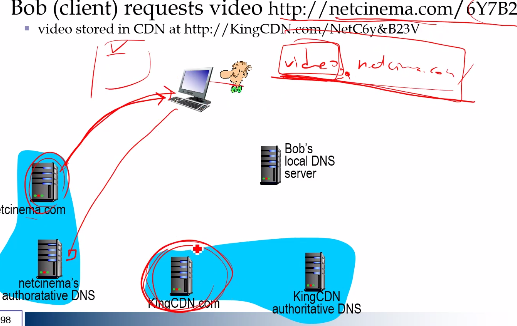 Bob (client) requests video http://netcinema.com/6Y7B2
video stored in CDN at http://KingCDN.com/NetC6y&B23V
V
video.netcinema.com/
Bob's
local DNS
server
etcinema.com
netcinema's
authoratative DNS
KingCDN.com
KingCDN
authoritative DNS
98